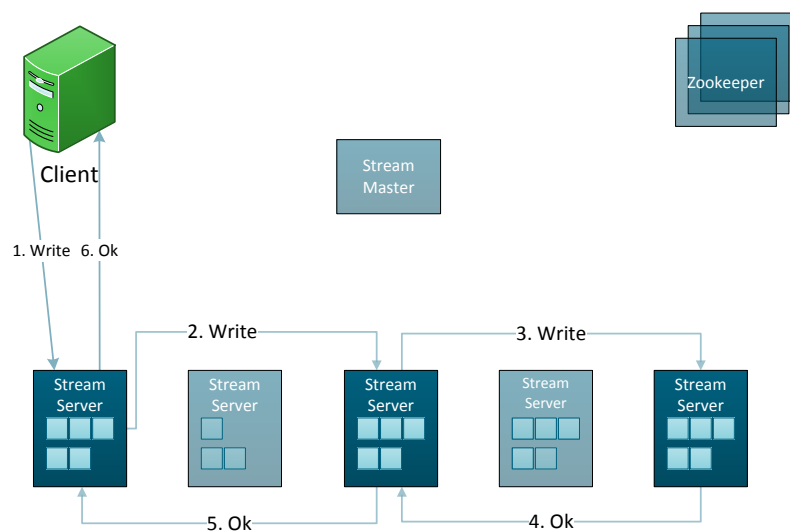 Zookeeper
Client
Stream
Master
1. Write
6. Ok
2. Write
3. Write
Stream
Server
Stream
Server
Stream
Server
Stream
Server
Stream
Server
5. Ok
4. Ok